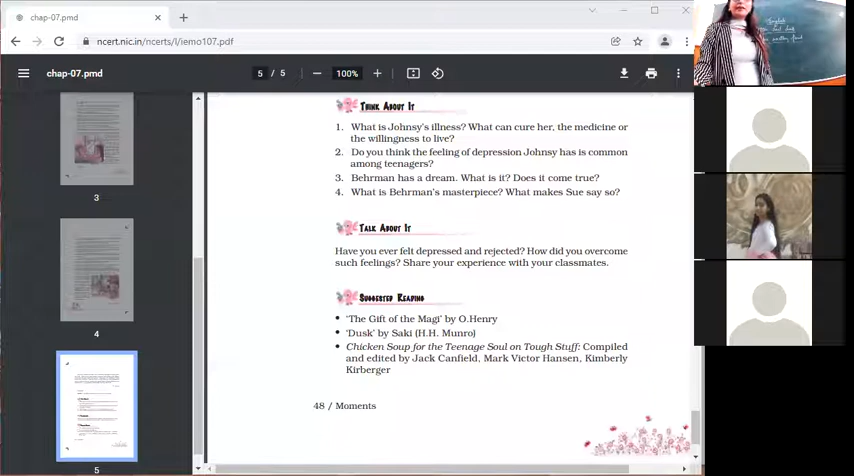 chap-07.pmd
ncert.nic.in/ncerts/l/iemo107.pdf
chap-07.pmd
5 / 5
100%
THINK ABOUT IT
1. What is Johnsy's illness? What can cure her, the medicine or
the willingness to live?
2. Do you think the feeling of depression Johnsy has is common
among teenagers?
3. Behrman has a dream. What is it? Does it come true?
4. What is Behrman's masterpiece? What makes Sue say so?
TALK ABOUT IT
Have you ever felt depressed and rejected? How did you overcome
such feelings? Share your experience with your classmates.
SUGGESTED READING
• 'The Gift of the Magi' by O.Henry
• 'Dusk' by Saki (H.H. Munro)
• Chicken Soup for the Teenage Soul on Tough Stuff: Compiled
and edited by Jack Canfield, Mark Victor Hansen, Kimberly
Kirberger
48 / Moments
3
4
5